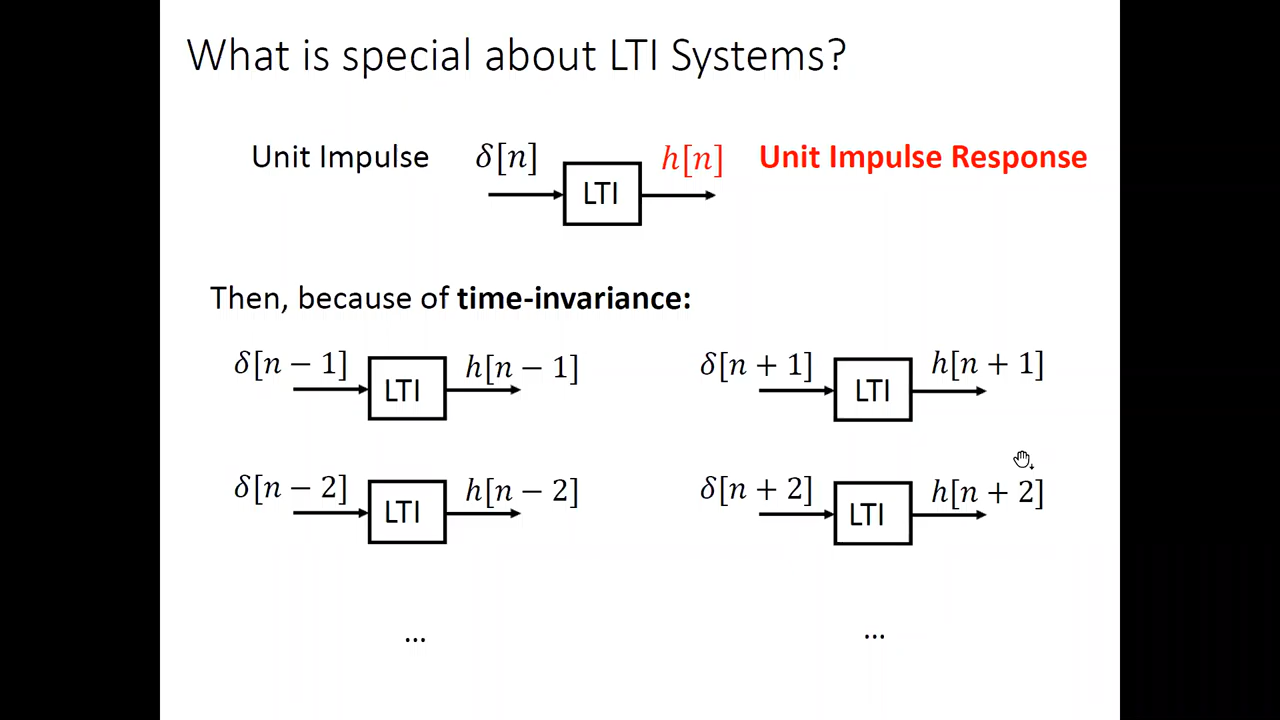 What is special about LTI Systems?
Unit Impulse δ[n] LTI h[n] Unit Impulse Response
Then, because of time-invariance:
δ[n − 1] LTI h[n − 1] δ[n + 1] LTI h[n + 1]
δ[n − 2] LTI h[n − 2] δ[n + 2] LTI h[n + 2]
... ...